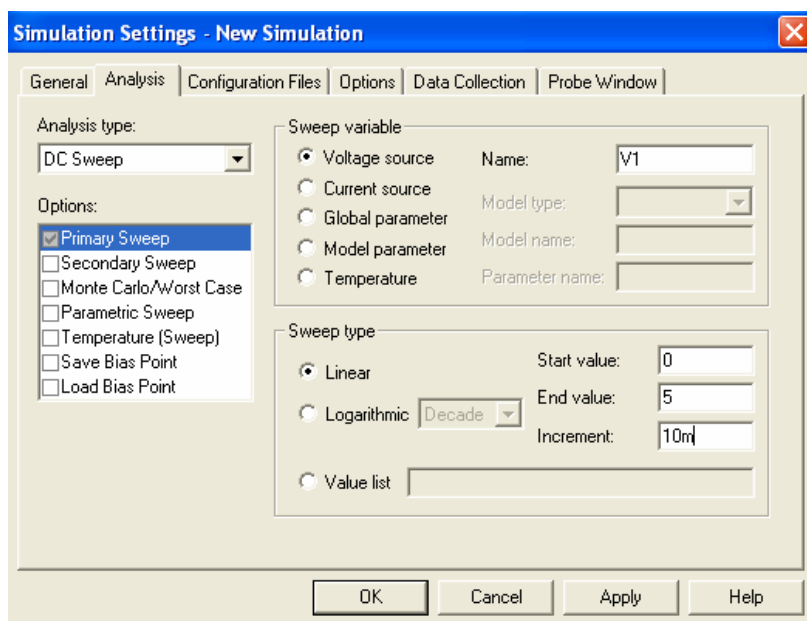 Simulation Settings - New Simulation
General Analysis Configuration Files Options Data Collection Probe Window
Analysis type:
DC Sweep
Options:
Primary Sweep
Secondary Sweep
Monte Carlo/Worst Case
Parametric Sweep
Temperature (Sweep)
Save Bias Point
Load Bias Point
Sweep variable
Voltage source
Current source
Global parameter
Model parameter
Temperature
Name: V1
Model type:
Model name:
Parameter name:
Sweep type
Linear
Logarithmic Decade
Value list
Start value: 0
End value: 5
Increment: 10m
OK Cancel Apply Help